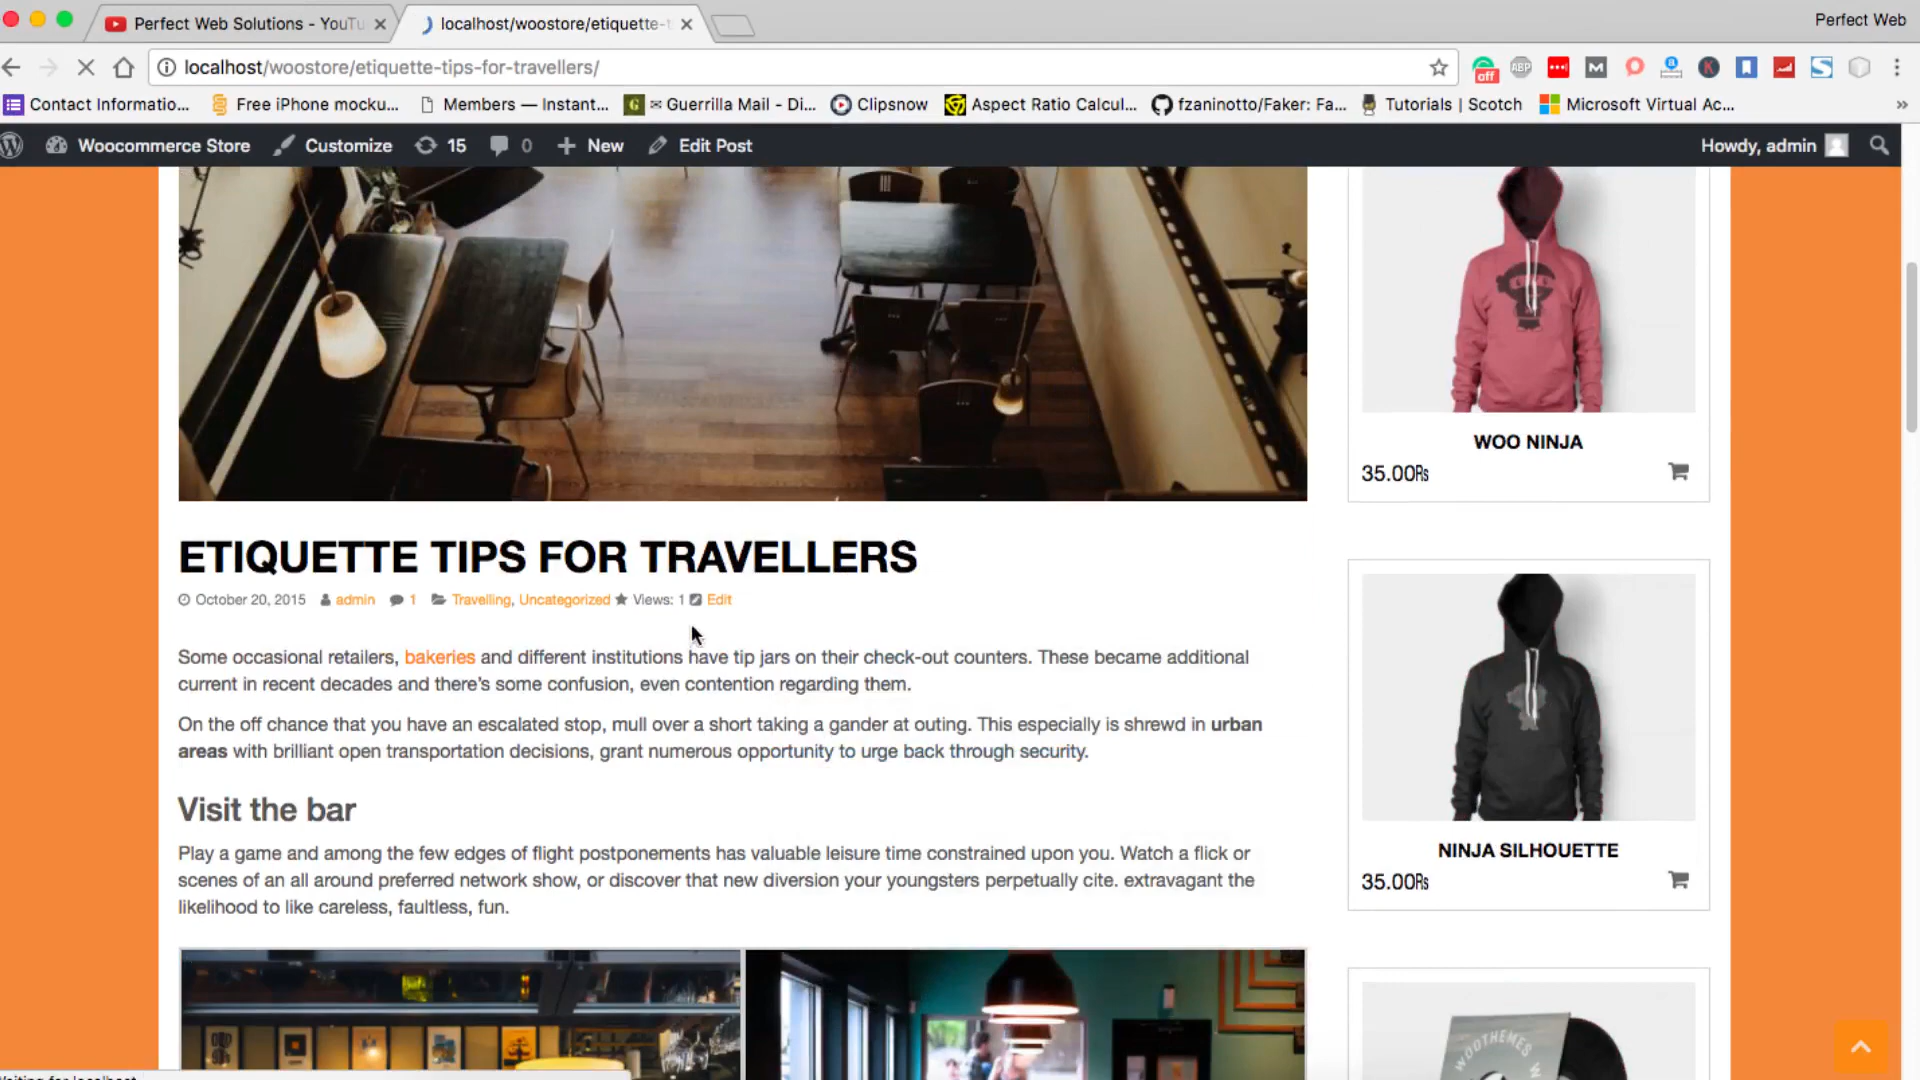 Perfect Web Solutions - YouTu
localhost/woostore/etiquette-t
Perfect Web
localhost/woostore/etiquette-tips-for-travellers/
off
ABP
Contact Informatio...
Free iPhone mocku...
Members — Instant...
✉ Guerrilla Mail - Di...
Clipsnow
Aspect Ratio Calcul...
fzaninotto/Faker: Fa...
Tutorials | Scotch
Microsoft Virtual Ac...
»
Woocommerce Store
Customize
15
0
New
Edit Post
Howdy, admin
WOO NINJA
35.00₨
ETIQUETTE TIPS FOR TRAVELLERS
October 20, 2015 admin 1 Travelling, Uncategorized Views: 1 Edit
Some occasional retailers, bakeries and different institutions have tip jars on their check-out counters. These became additional
current in recent decades and there's some confusion, even contention regarding them.
On the off chance that you have an escalated stop, mull over a short taking a gander at outing. This especially is shrewd in urban
areas with brilliant open transportation decisions, grant numerous opportunity to urge back through security.
NINJA SILHOUETTE
35.00₨
Visit the bar
Play a game and among the few edges of flight postponements has valuable leisure time constrained upon you. Watch a flick or
scenes of an all around preferred network show, or discover that new diversion your youngsters perpetually cite. extravagant the
likelihood to like careless, faultless, fun.
WOOTHEMES